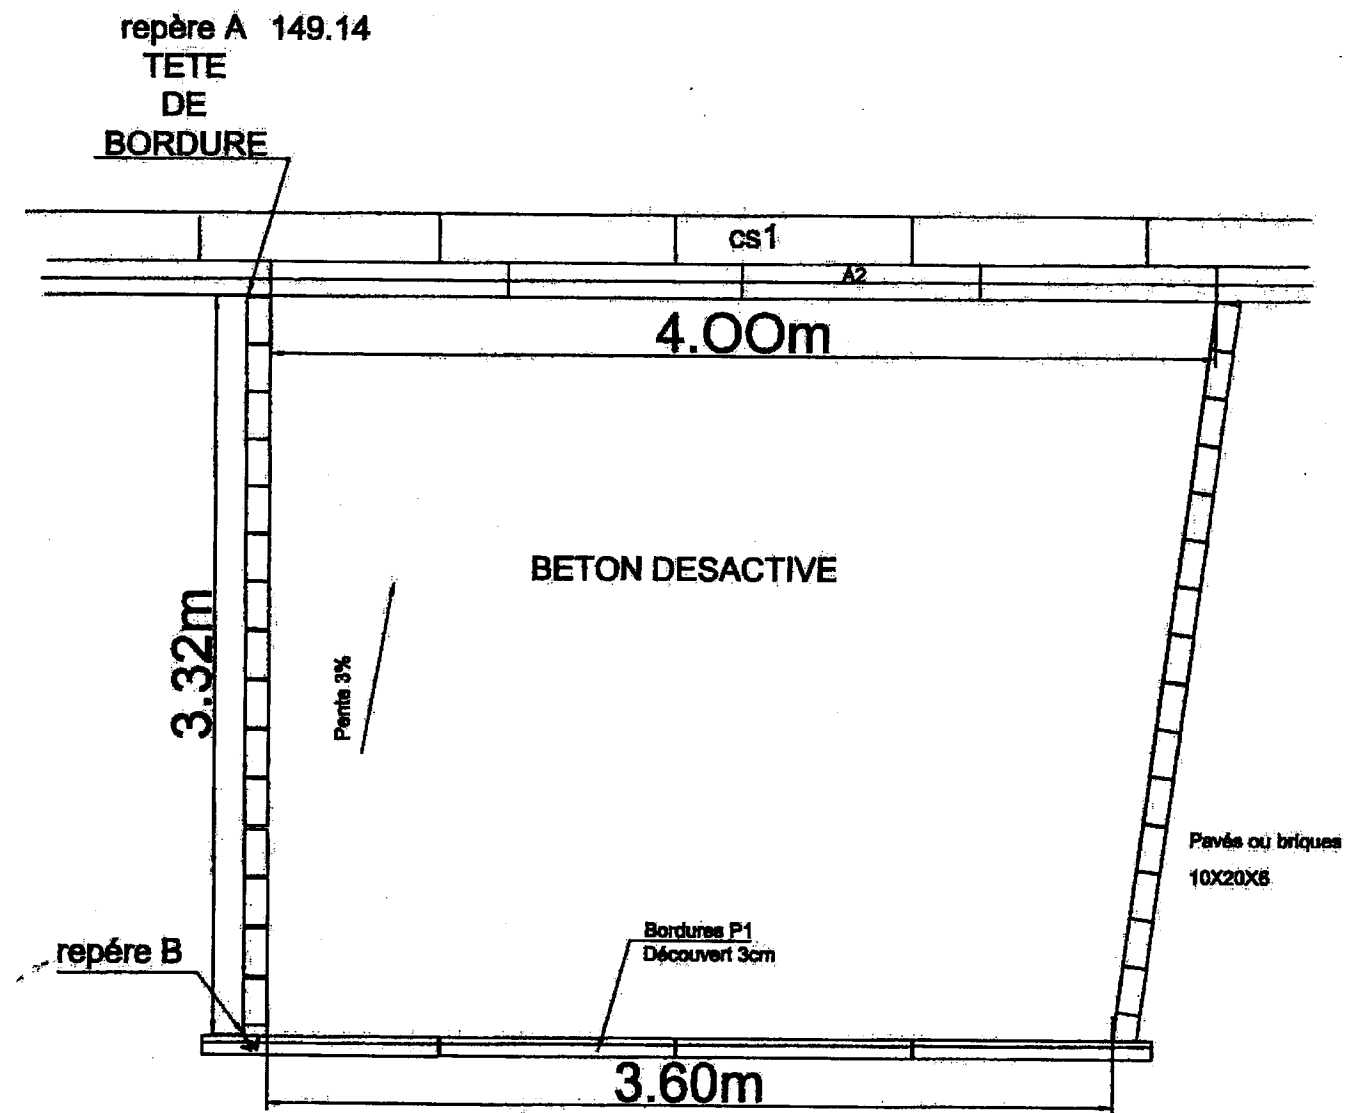 repère A 149.14
TETE
DE
BORDURE
cs1
A2
4.OOm
BETON DESACTIVE
3.32m
Pente 3%
Pavés ou briques
10X20X6
Bordures P1
Découvert 3cm
repére B
3.60m